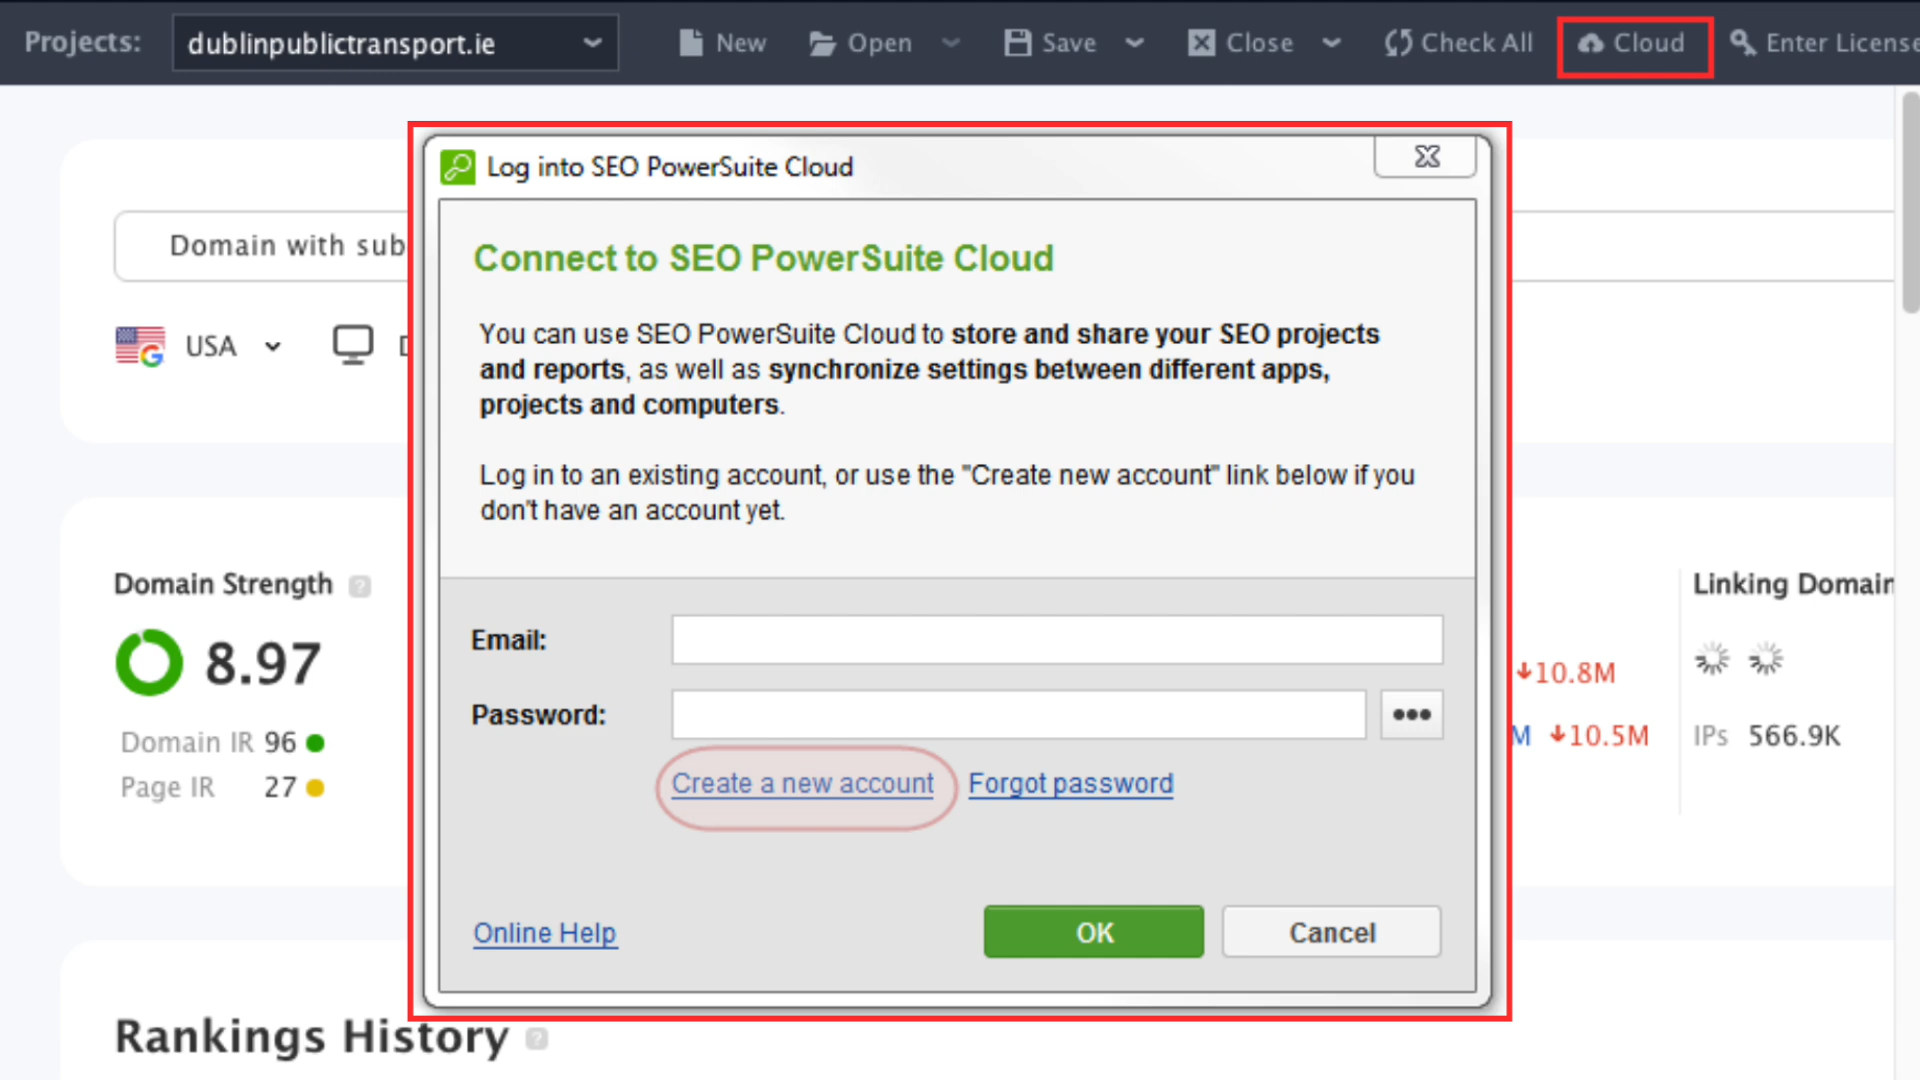 Projects: dublinpublictransport.ie New Open Save Close Check All Cloud Enter License
Log into SEO PowerSuite Cloud
Connect to SEO PowerSuite Cloud
You can use SEO PowerSuite Cloud to store and share your SEO projects
and reports, as well as synchronize settings between different apps,
projects and computers.
Log in to an existing account, or use the "Create new account" link below if you
don't have an account yet.
Email:
Password:
Create a new account Forgot password
Online Help OK Cancel
Domain with sub
USA
Domain Strength
8.97
Domain IR 96
Page IR 27
10.8M
M 10.5M
Linking Domain
IPs 566.9K
Rankings History